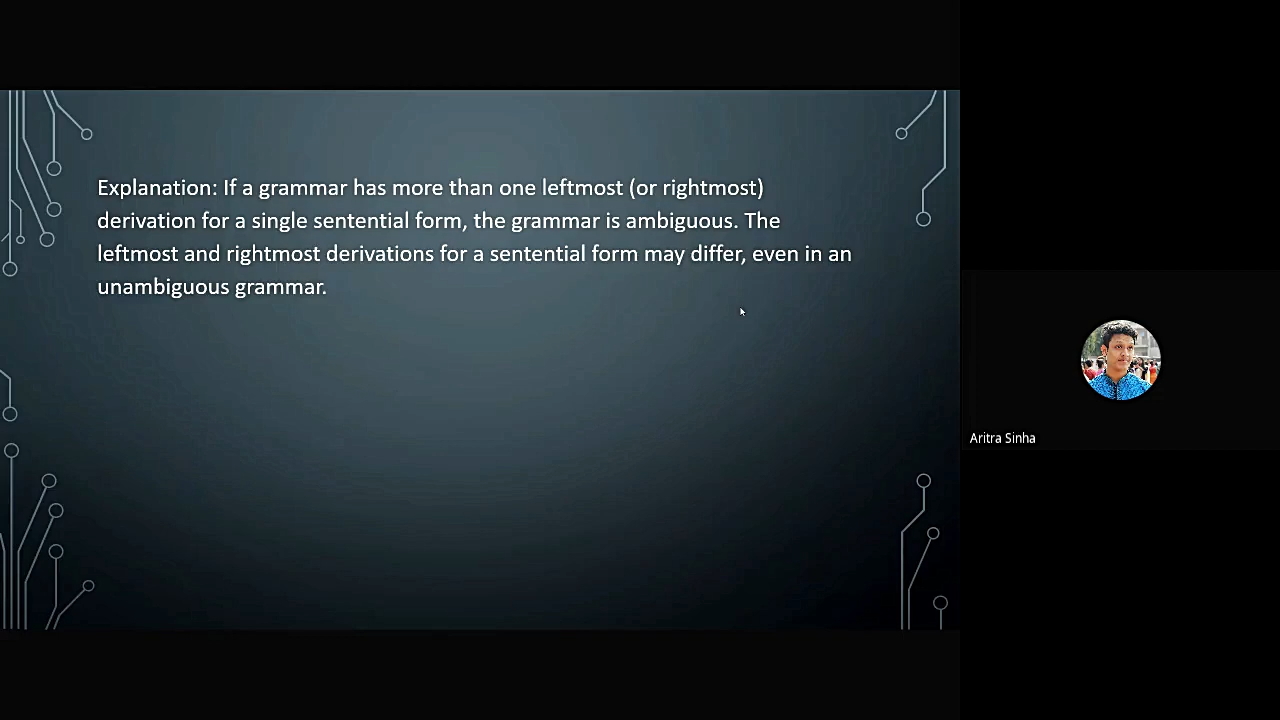 Explanation: If a grammar has more than one leftmost (or rightmost)
derivation for a single sentential form, the grammar is ambiguous. The
leftmost and rightmost derivations for a sentential form may differ, even in an
unambiguous grammar.
Aritra Sinha